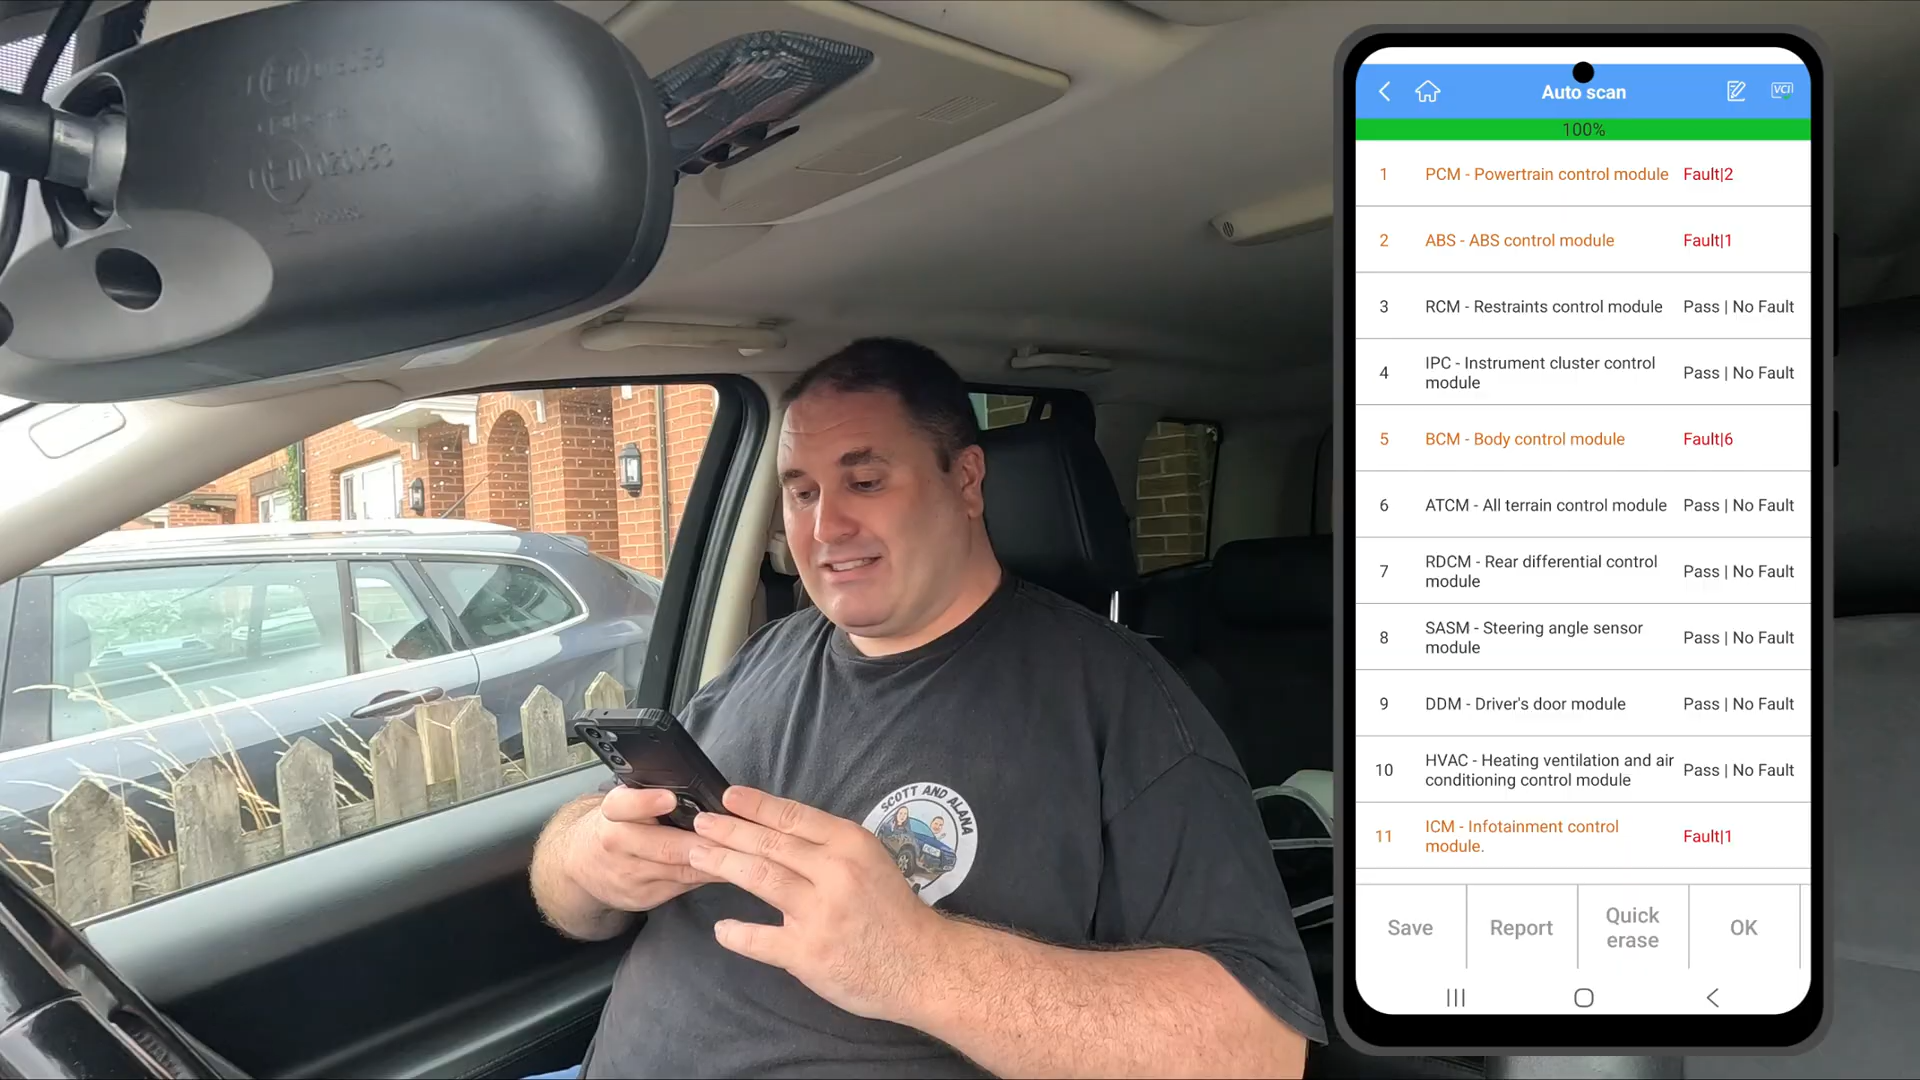 Auto scan
VCI
100%
1 PCM - Powertrain control module Fault|2
2 ABS - ABS control module Fault|1
3 RCM - Restraints control module Pass | No Fault
4 IPC - Instrument cluster control
module Pass | No Fault
5 BCM - Body control module Fault|6
6 ATCM - All terrain control module Pass | No Fault
7 RDCM - Rear differential control
module Pass | No Fault
8 SASM - Steering angle sensor
module Pass | No Fault
9 DDM - Driver's door module Pass | No Fault
10 HVAC - Heating ventilation and air
conditioning control module Pass | No Fault
11 ICM - Infotainment control
module. Fault|1
Save
Report
Quick
erase
OK
SCOTT AND ALANA